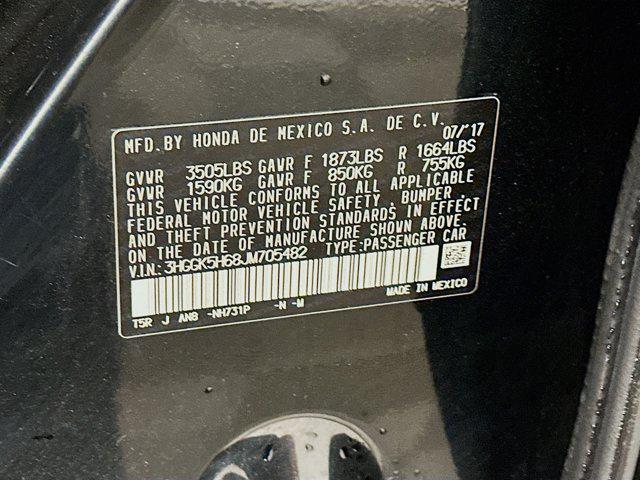 MFD. BY HONDA DE MEXICO S.A. DE C.V. 07/'17
GVWR 3505LBS GAWR F 1873LBS R 1664LBS
GVWR 1590KG GAWR F 850KG R 755KG
THIS VEHICLE CONFORMS TO ALL APPLICABLE
FEDERAL MOTOR VEHICLE SAFETY, BUMPER,
AND THEFT PREVENTION STANDARDS IN EFFECT
ON THE DATE OF MANUFACTURE SHOWN ABOVE.
V.I.N.: 3HGGK5H68JM705482 TYPE:PASSENGER CAR
T5R J AN8 -NH731P -N -M MADE IN MEXICO